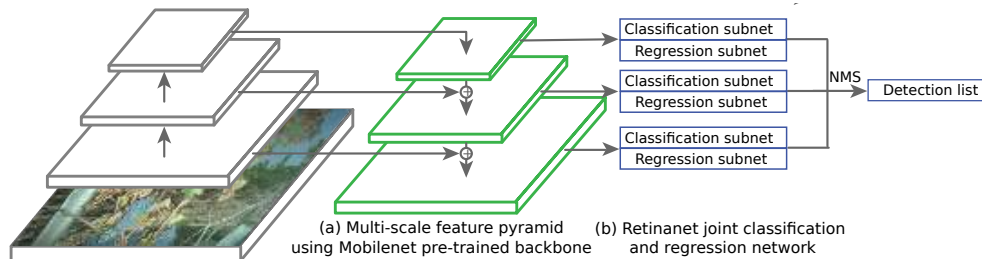 Classification subnet
Regression subnet
Classification subnet
Regression subnet
NMS
Detection list
Classification subnet
Regression subnet
(a) Multi-scale feature pyramid
using Mobilenet pre-trained backbone
(b) Retinanet joint classification
and regression network